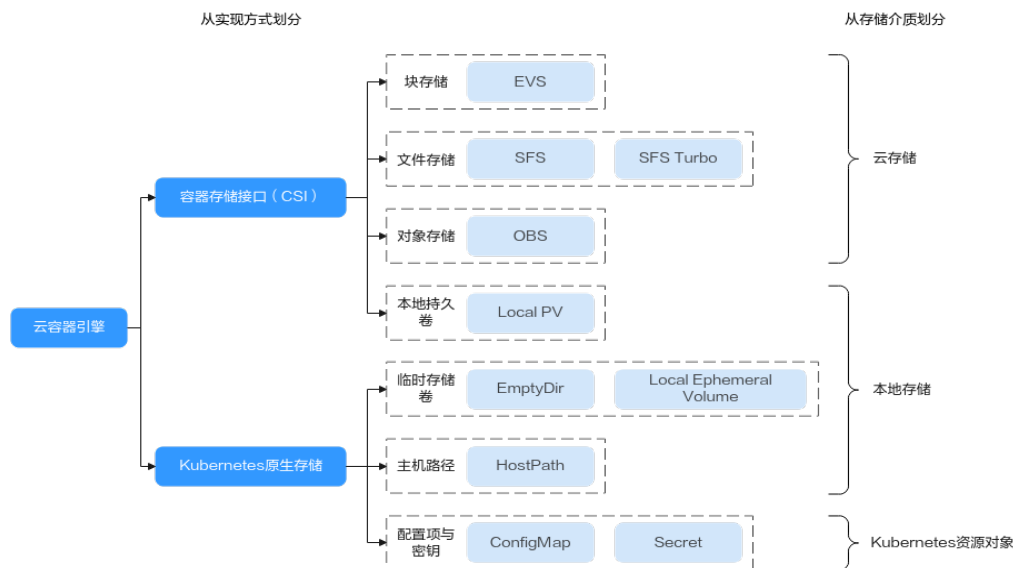 从实现方式划分
从存储介质划分
块存储
EVS
文件存储
SFS
SFS Turbo
云存储
容器存储接口（CSI）
对象存储
OBS
本地持久
卷
Local PV
云容器引擎
临时存储
卷
EmptyDir
Local Ephemeral
Volume
本地存储
Kubernetes原生存储
主机路径
HostPath
配置项与
密钥
ConfigMap
Secret
Kubernetes资源对象